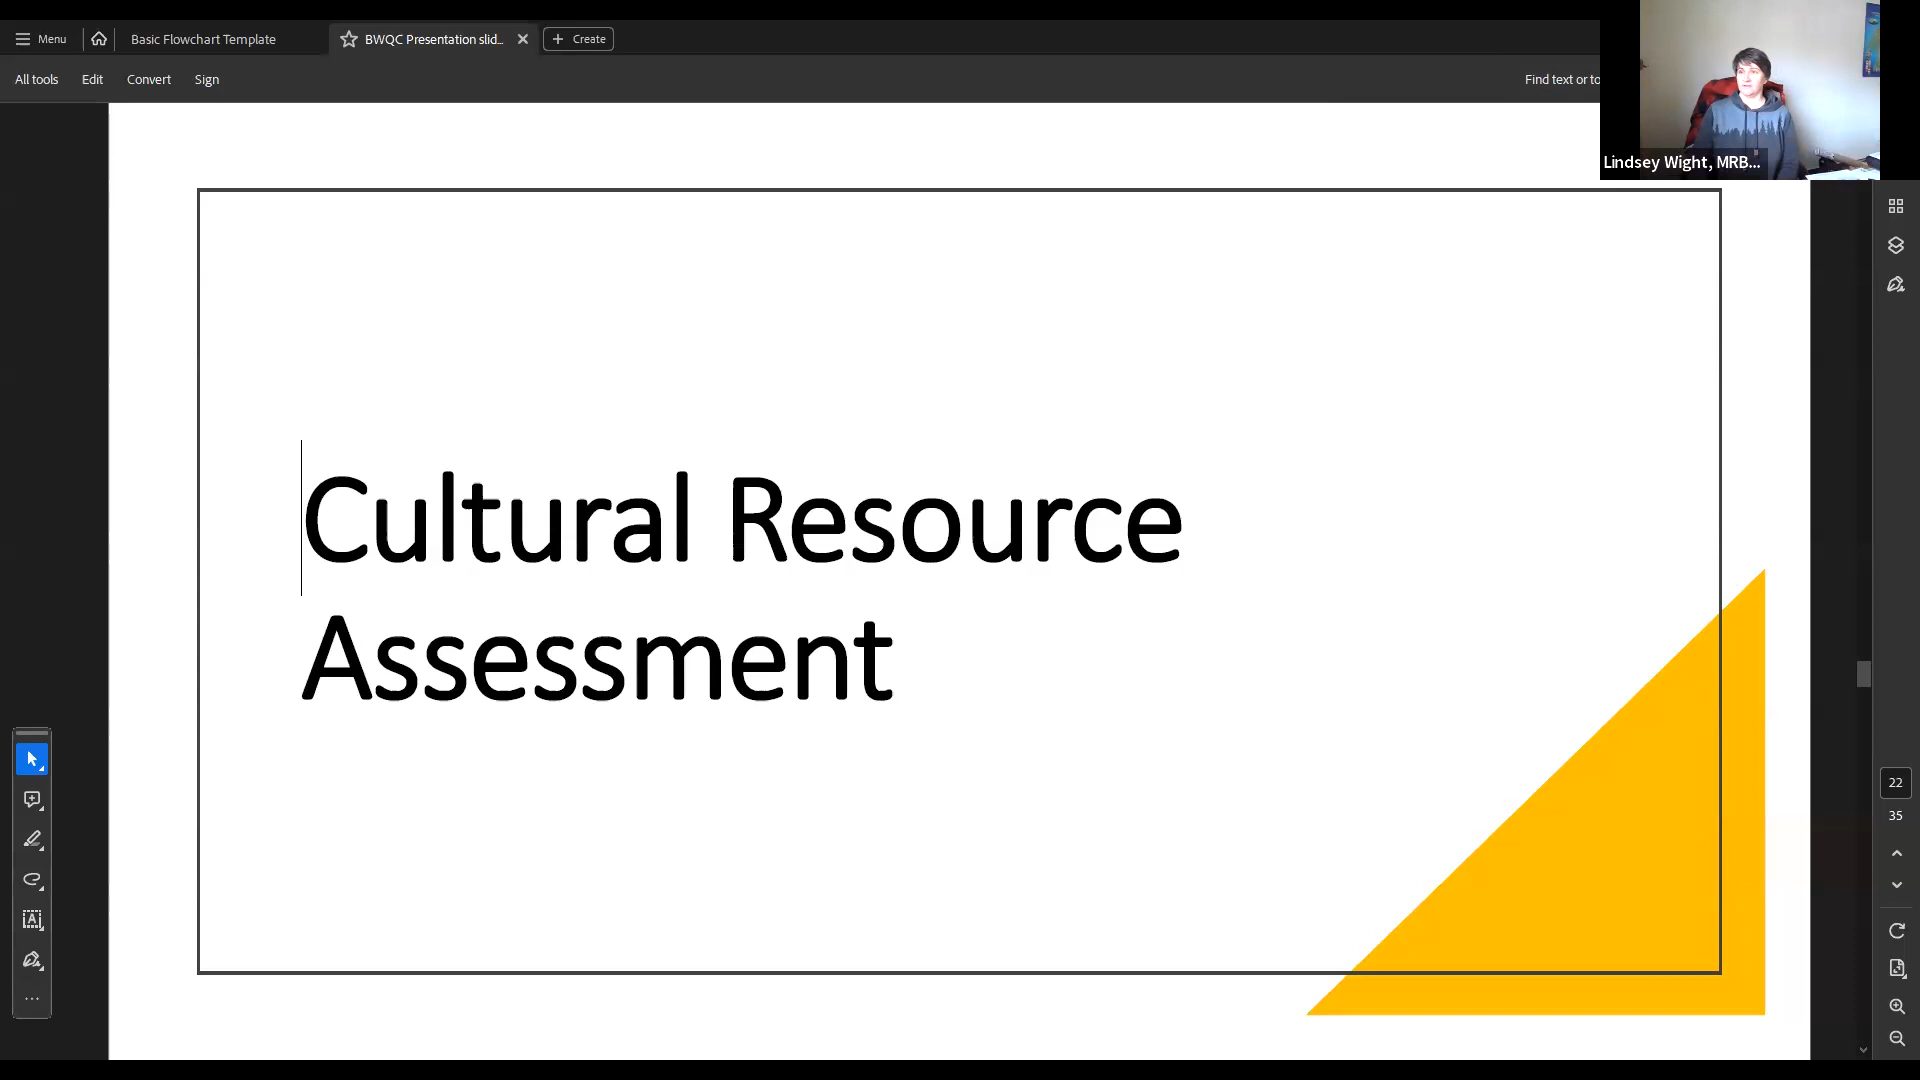 Menu
Basic Flowchart Template
BWQC Presentation slid...
Create
All tools
Edit
Convert
Sign
Find text or to
Lindsey Wight, MRB...
Cultural Resource
Assessment
22
35